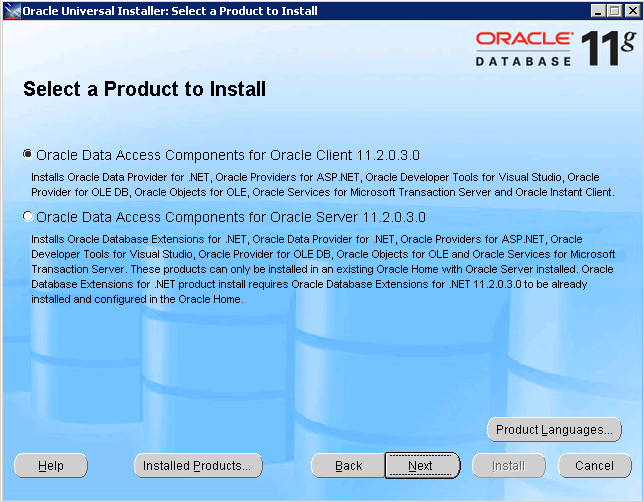 Oracle Universal Installer: Select a Product to Install
ORACLE
DATABASE 11g
Select a Product to Install
Oracle Data Access Components for Oracle Client 11.2.0.3.0
Installs Oracle Data Provider for .NET, Oracle Providers for ASP.NET, Oracle Developer Tools for Visual Studio, Oracle
Provider for OLE DB, Oracle Objects for OLE, Oracle Services for Microsoft Transaction Server and Oracle Instant Client.
Oracle Data Access Components for Oracle Server 11.2.0.3.0
Installs Oracle Database Extensions for .NET, Oracle Data Provider for .NET, Oracle Providers for ASP.NET, Oracle
Developer Tools for Visual Studio, Oracle Provider for OLE DB, Oracle Objects for OLE and Oracle Services for Microsoft
Transaction Server. These products can only be installed in an existing Oracle Home with Oracle Server installed. Oracle
Database Extensions for .NET product install requires Oracle Database Extensions for .NET 11.2.0.3.0 to be already
installed and configured in the Oracle Home.
Product Languages...
Help Installed Products... Back Next Install Cancel